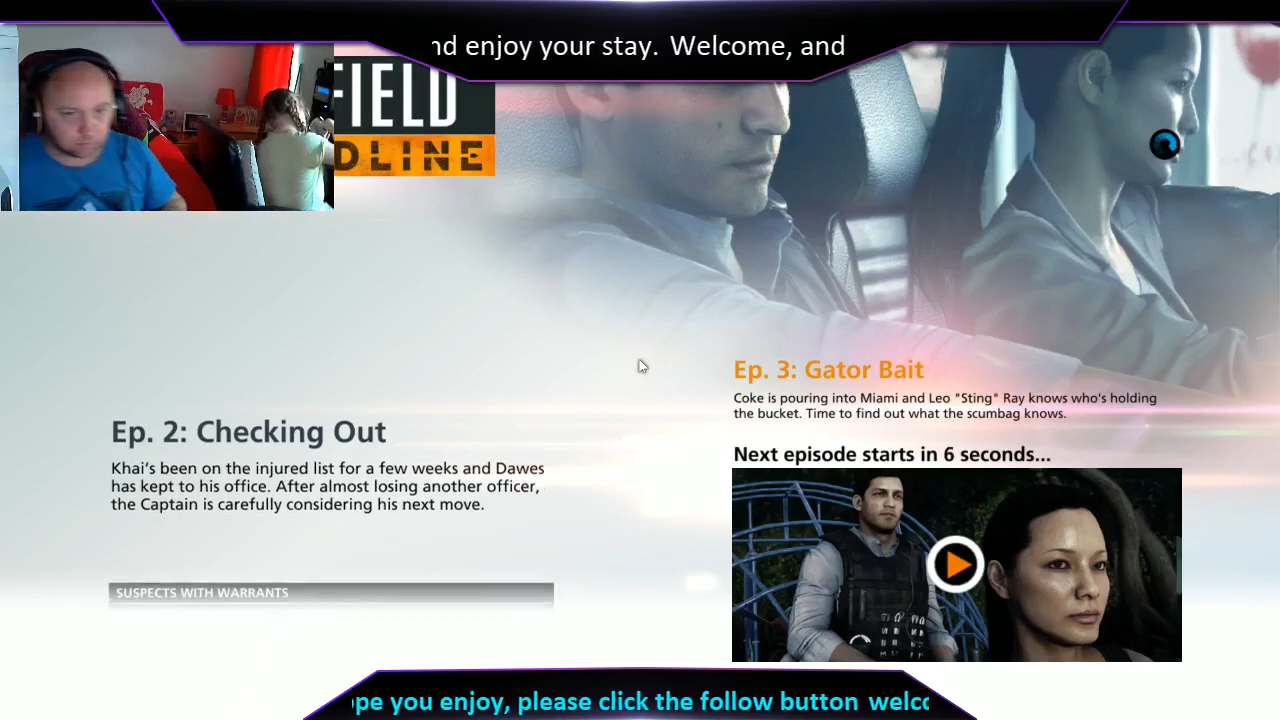 nd enjoy your stay. Welcome, and
FIELD
DLINE
Ep. 3: Gator Bait
Coke is pouring into Miami and Leo "Sting" Ray knows who's holding
the bucket. Time to find out what the scumbag knows.
Ep. 2: Checking Out
Khai's been on the injured list for a few weeks and Dawes
has kept to his office. After almost losing another officer,
the Captain is carefully considering his next move.
Next episode starts in 6 seconds...
SUSPECTS WITH WARRANTS
ope you enjoy, please click the follow button welco